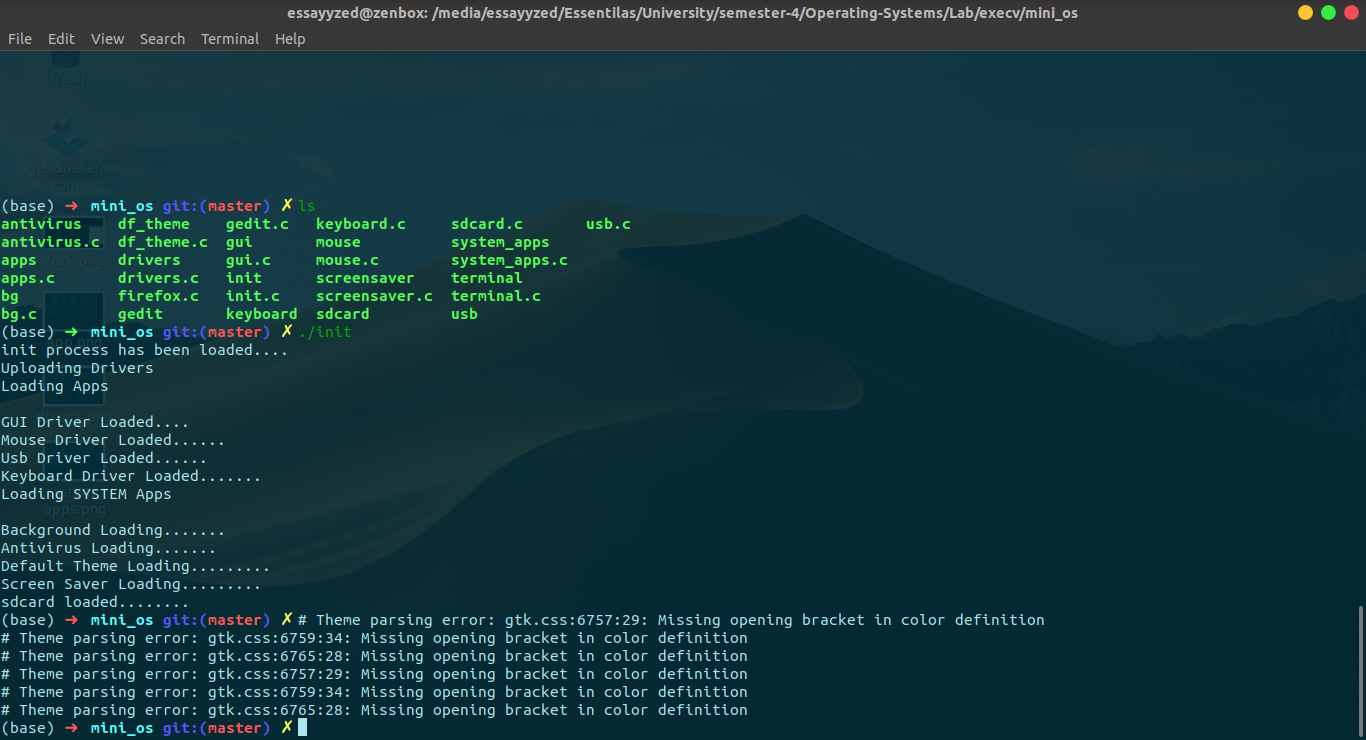 essayyzed@zenbox: /media/essayyzed/Essentilas/University/semester-4/Operating-Systems/Lab/execv/mini_os
File Edit View Search Terminal Help
Trash
get.docker.
com
(base) ➜ mini_os git:(master) ✗ ls
antivirus df_theme gedit.c keyboard.c sdcard.c usb.c
antivirus.c df_theme.c gui mouse system_apps
apps drivers gui.c mouse.c system_apps.c
fork.png
apps.c drivers.c init screensaver terminal
bg firefox.c init.c screensaver.c terminal.c
bg.c gedit keyboard sdcard usb
(base) ➜ mini_os git:(master) ✗ ./init
init process has been loaded....
Uploading Drivers
Loading Apps
GUI Driver Loaded....
Mouse Driver Loaded......
Usb Driver Loaded......
Keyboard Driver Loaded.......
Loading SYSTEM Apps
apps.png
Background Loading.......
Antivirus Loading.......
Default Theme Loading.........
Screen Saver Loading.........
sdcard loaded........
(base) ➜ mini_os git:(master) ✗ # Theme parsing error: gtk.css:6757:29: Missing opening bracket in color definition
# Theme parsing error: gtk.css:6759:34: Missing opening bracket in color definition
# Theme parsing error: gtk.css:6765:28: Missing opening bracket in color definition
# Theme parsing error: gtk.css:6757:29: Missing opening bracket in color definition
# Theme parsing error: gtk.css:6759:34: Missing opening bracket in color definition
# Theme parsing error: gtk.css:6765:28: Missing opening bracket in color definition
(base) ➜ mini_os git:(master) ✗